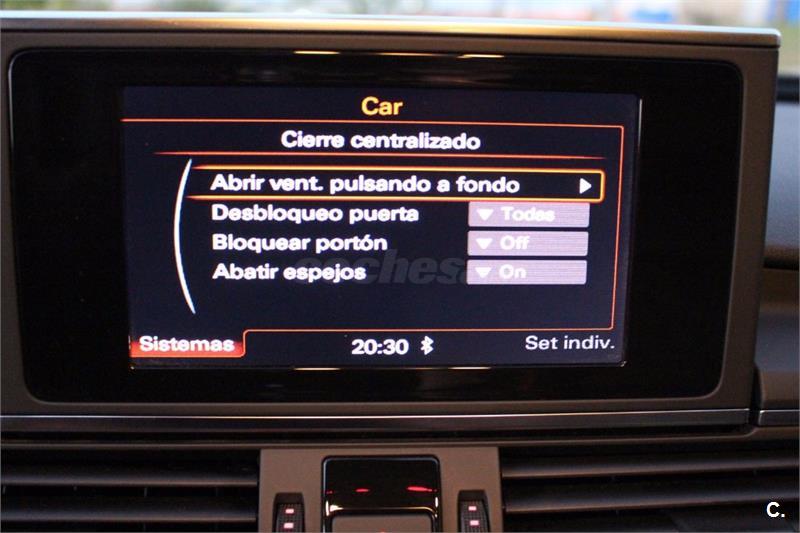 Car
Cierre centralizado
Abrir vent. pulsando a fondo
Desbloqueo puerta Todas
Bloquear portón Off
Abatir espejos On
Sistemas 20:30 Set indiv.
C.